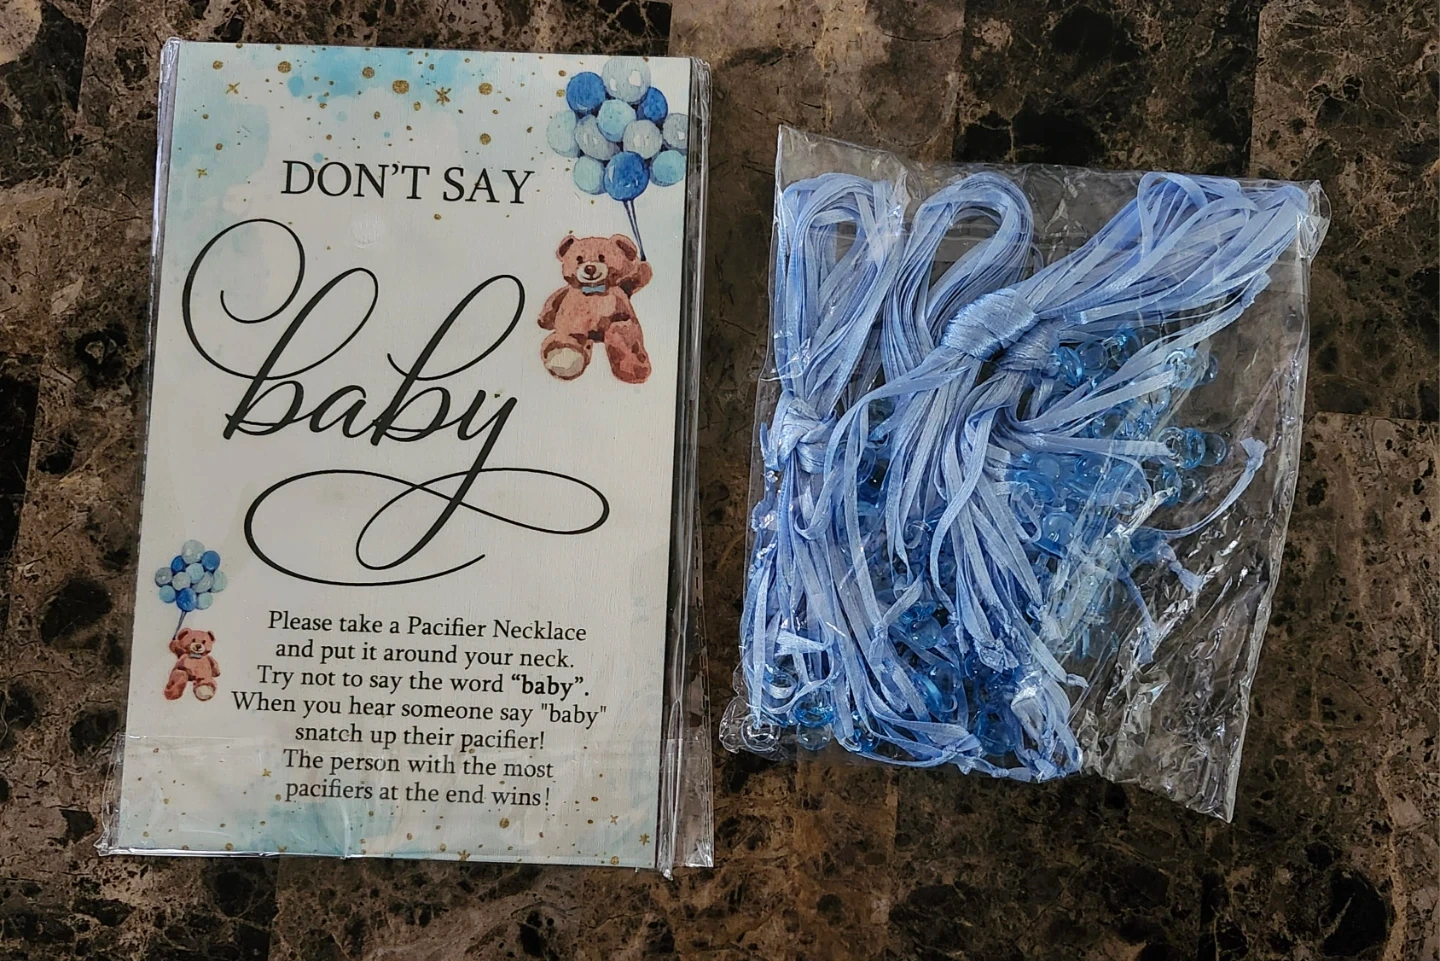 DON'T SAY
baby
Please take a Pacifier Necklace
and put it around your neck.
Try not to say the word “baby”.
When you hear someone say "baby"
snatch up their pacifier!
The person with the most
pacifiers at the end wins!